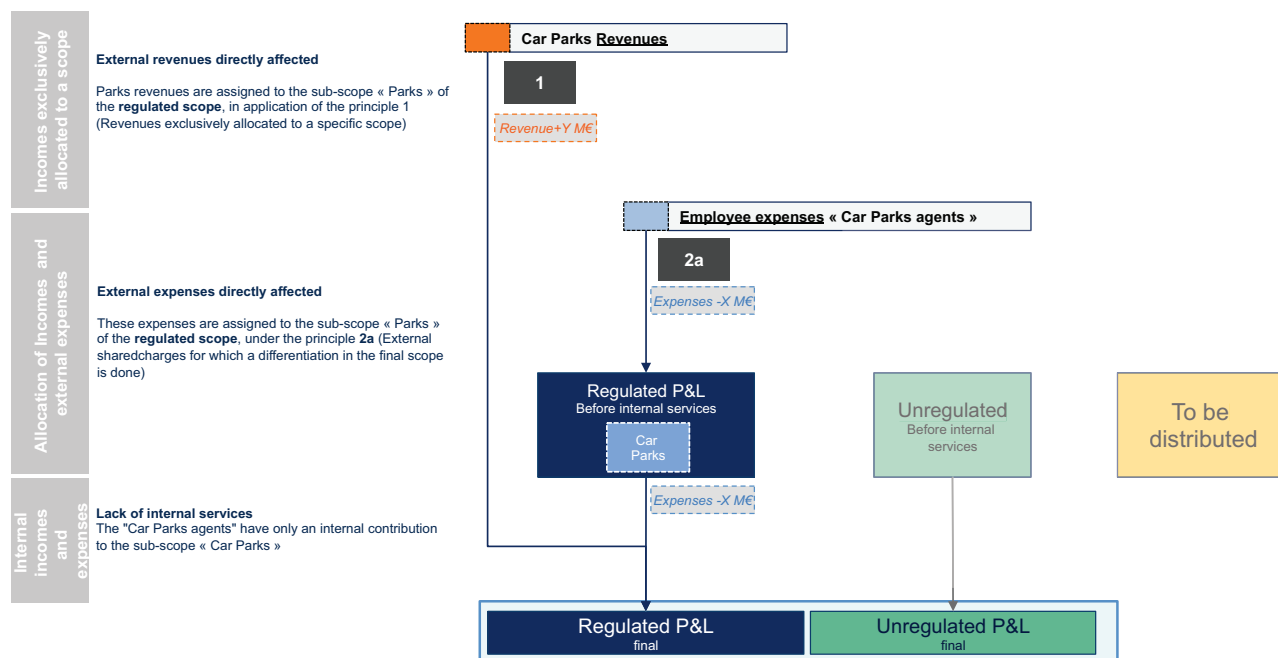 Incomes exclusively
allocated to a scope
External revenues directly affected
Parks revenues are assigned to the sub-scope « Parks » of
the regulated scope, in application of the principle 1
(Revenues exclusively allocated to a specific scope)
Car Parks Revenues
1
Revenue+Y M€
Allocation of Incomes and
external expenses
External expenses directly affected
These expenses are assigned to the sub-scope « Parks »
of the regulated scope, under the principle 2a (External
sharedcharges for which a differentiation in the final scope
is done)
Employee expenses « Car Parks agents »
2a
Expenses -X M€
Regulated P&L
Before internal services
Car
Parks
Unregulated
Before internal
services
To be
distributed
Internal
incomes
and
expenses
Lack of internal services
The "Car Parks agents" have only an internal contribution
to the sub-scope « Car Parks »
Expenses -X M€
Regulated P&L
final
Unregulated P&L
final